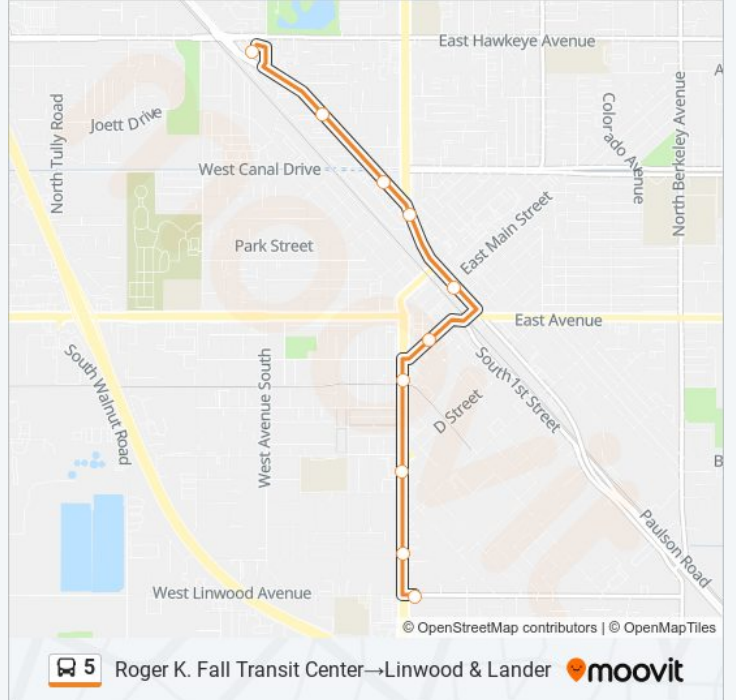 East Hawkeye Avenue
A
North Tully Road
Joett Drive
Colorado Avenue
North Berkeley Avenue
West Canal Drive
Park Street
East Main Street
East Avenue
South Walnut Road
West Avenue South
South 1st Street
D Street
B
Paulson Road
West Linwood Avenue
moovit
© OpenStreetMap contributors | © OpenMapTiles
5 Roger K. Fall Transit Center→Linwood & Lander moovit